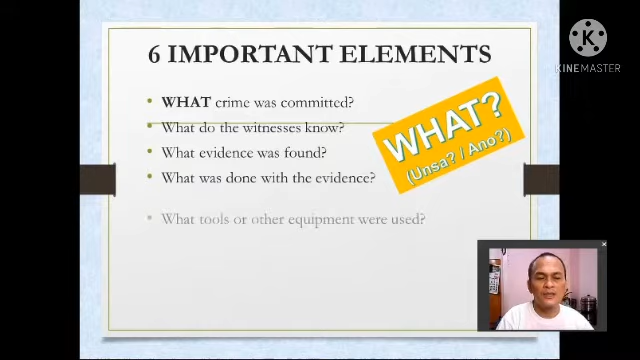 6 IMPORTANT ELEMENTS
• WHAT crime was committed?
• What do the witnesses know?
• What evidence was found?
• What was done with the evidence?
• What tools or other equipment were used?
WHAT?
(Unsa? / Ano?)
KINEMASTER